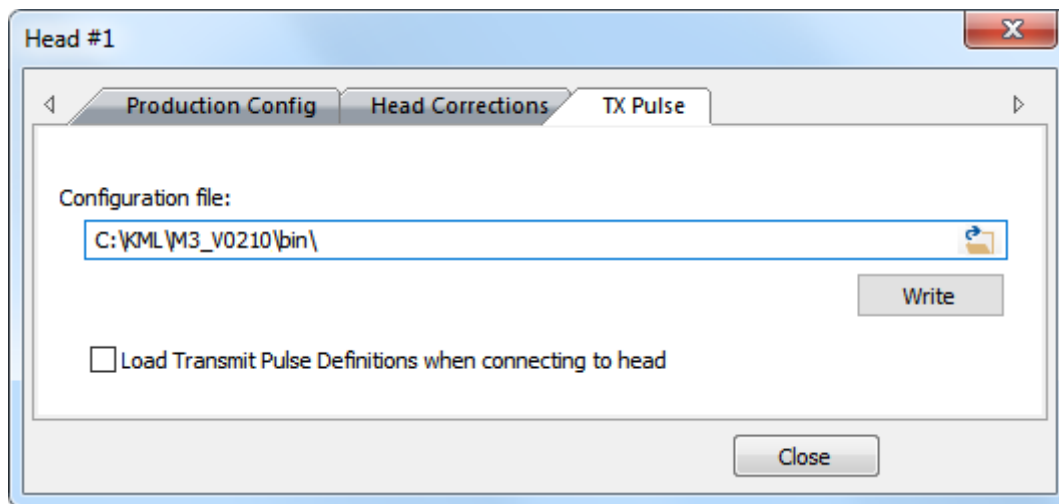 Head #1
Production Config
Head Corrections
TX Pulse
Configuration file:
C:\KML\M3_V0210\bin\
Write
Load Transmit Pulse Definitions when connecting to head
Close